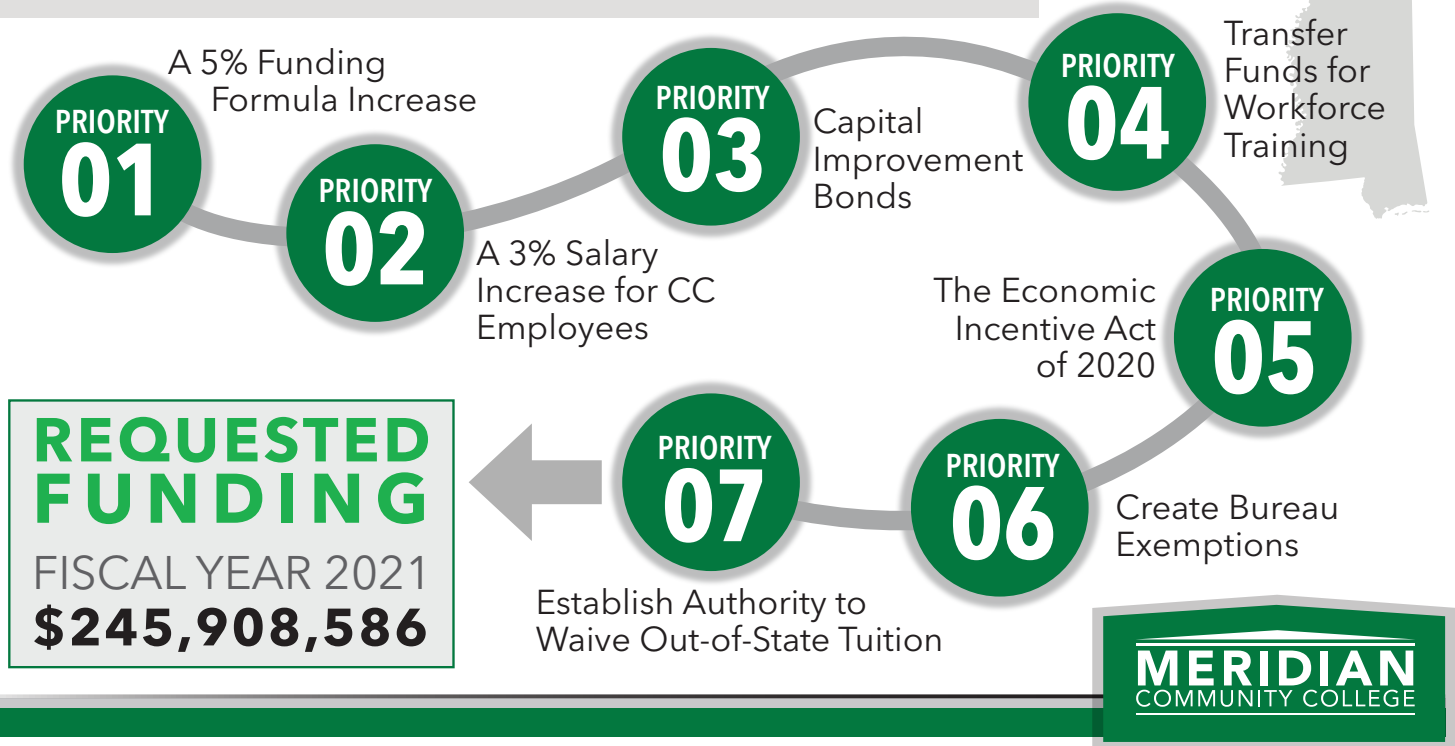 PRIORITY
01
A 5% Funding
Formula Increase
PRIORITY
02
A 3% Salary
Increase for CC
Employees
PRIORITY
03
Capital
Improvement
Bonds
PRIORITY
04
Transfer
Funds for
Workforce
Training
PRIORITY
05
The Economic
Incentive Act
of 2020
PRIORITY
06
Create Bureau
Exemptions
PRIORITY
07
Establish Authority to
Waive Out-of-State Tuition
REQUESTED
FUNDING
FISCAL YEAR 2021
$245,908,586
MERIDIAN
COMMUNITY COLLEGE